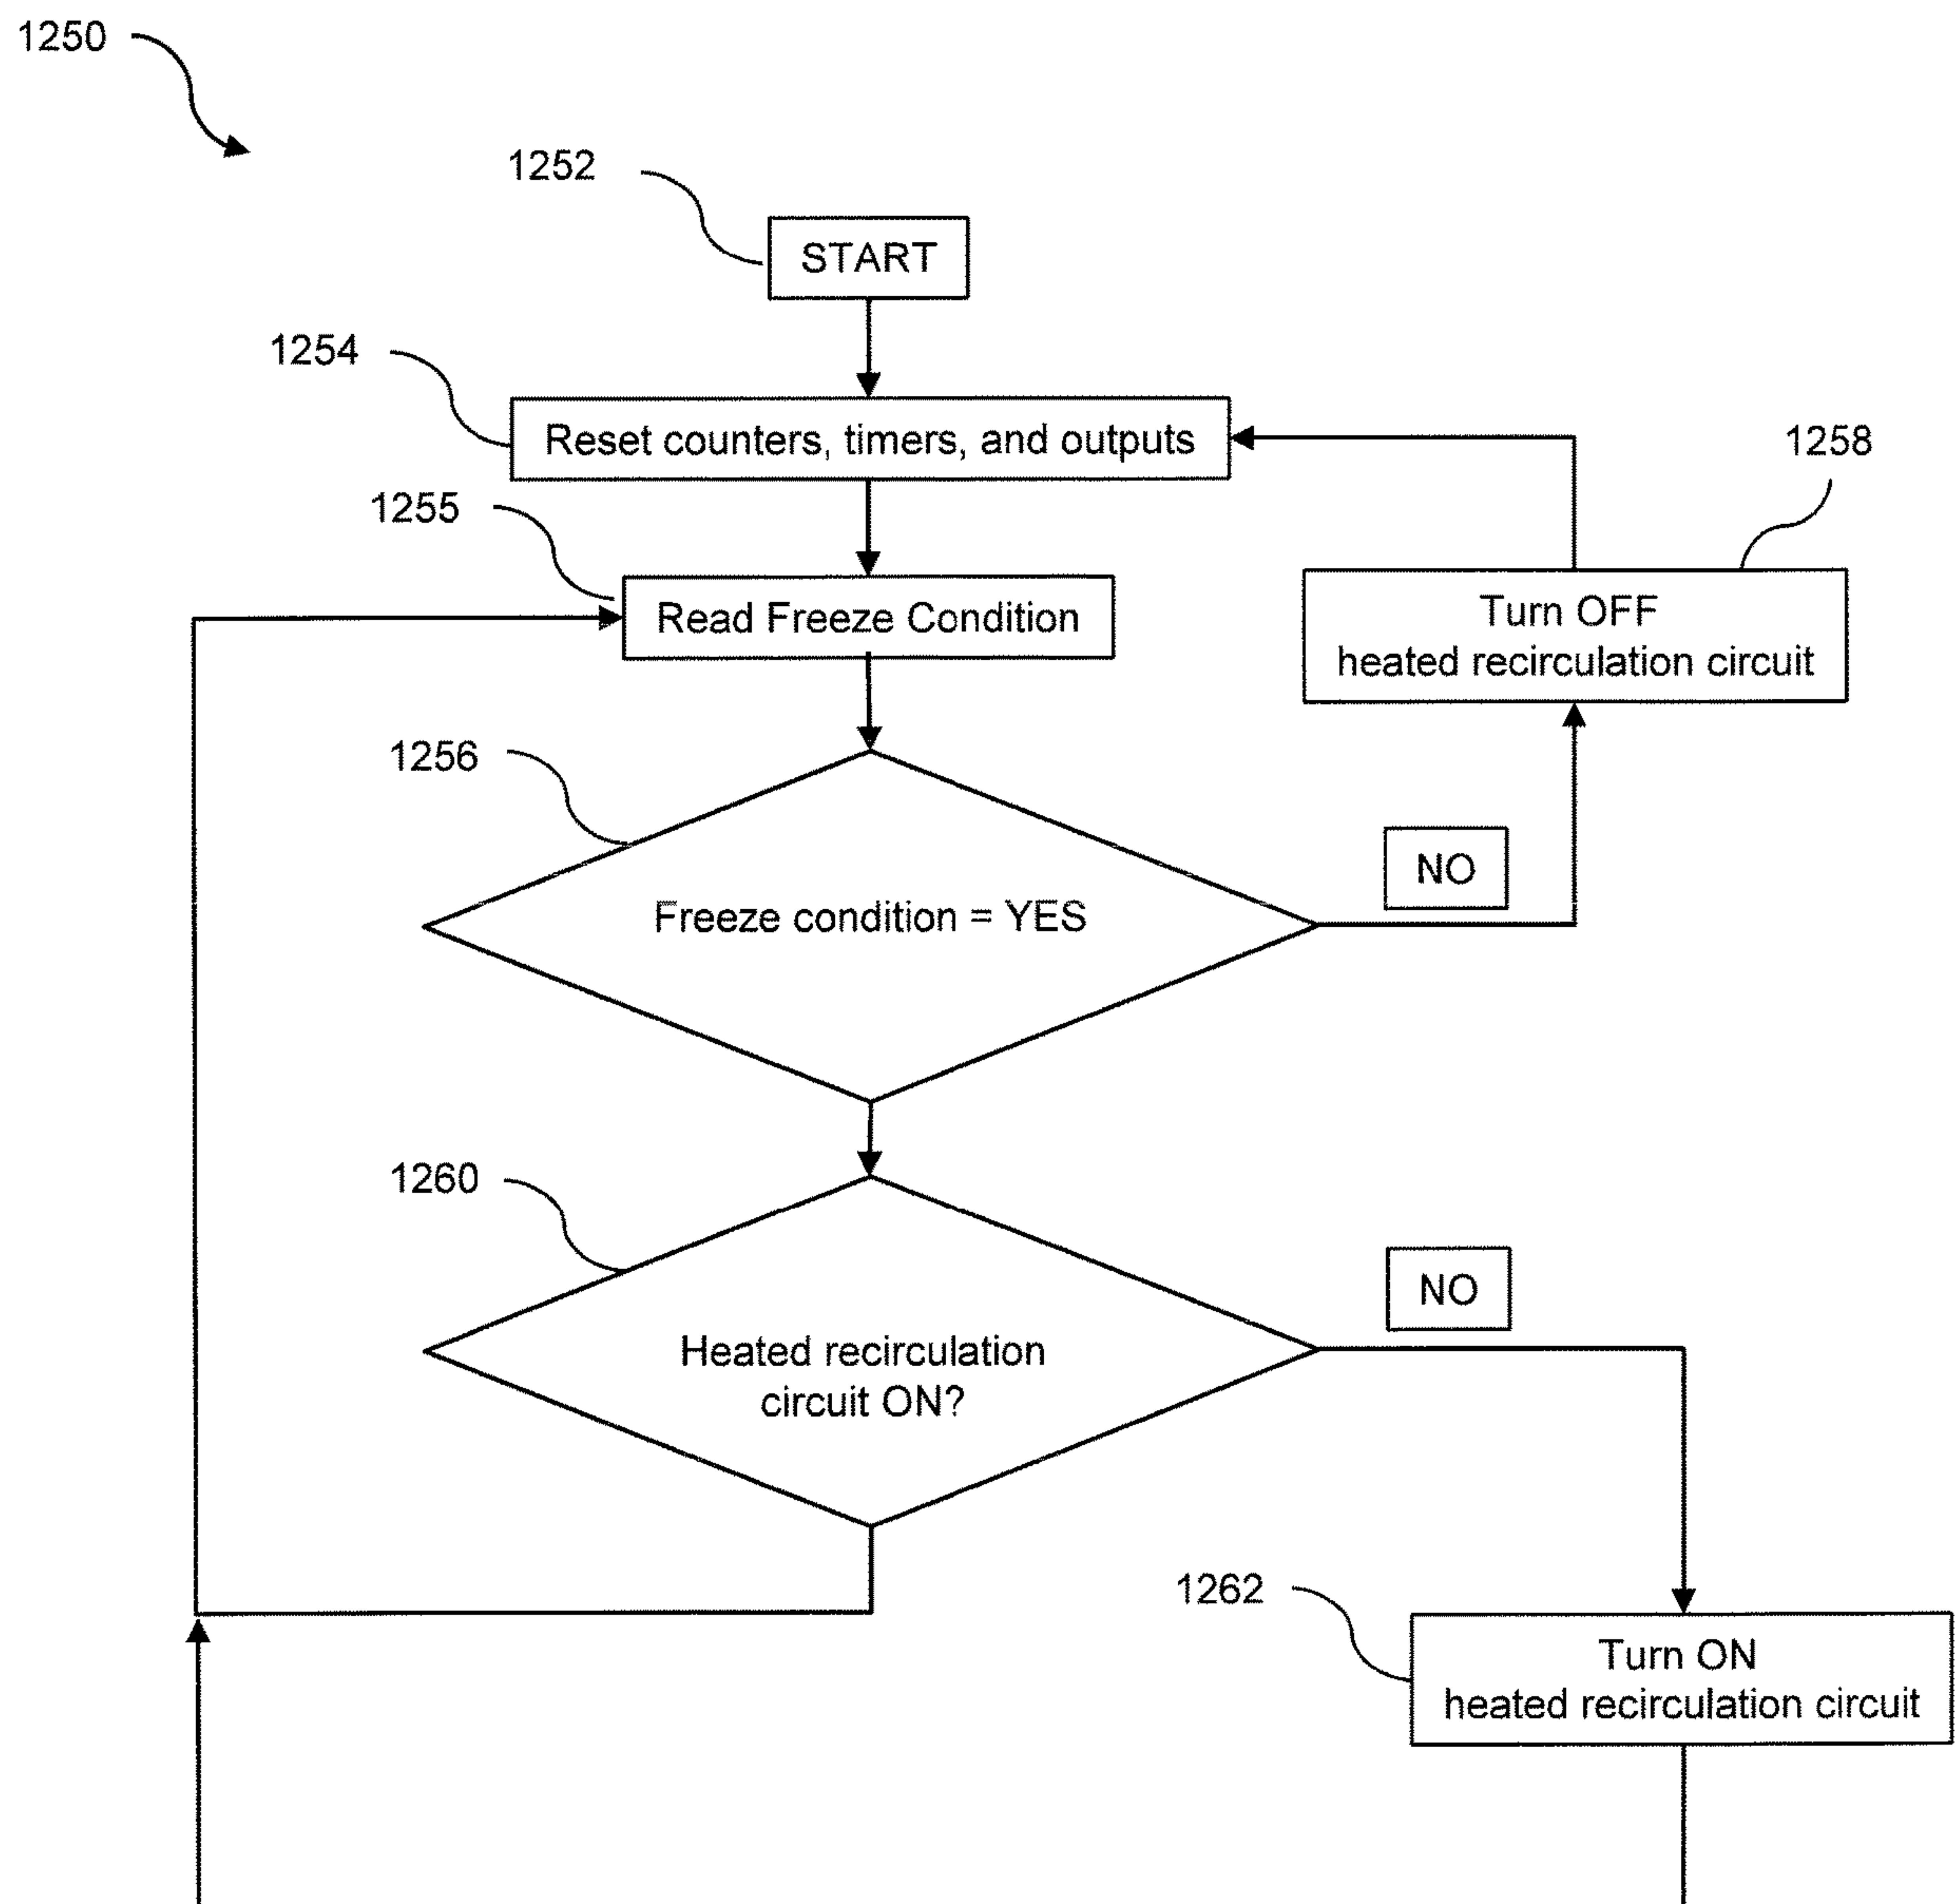 1250
1252
START
1254
Reset counters, timers, and outputs
1258
1255
Read Freeze Condition
Turn OFF
heated recirculation circuit
1256
NO
Freeze condition = YES
1260
NO
Heated recirculation
circuit ON?
1262
Turn ON
heated recirculation circuit